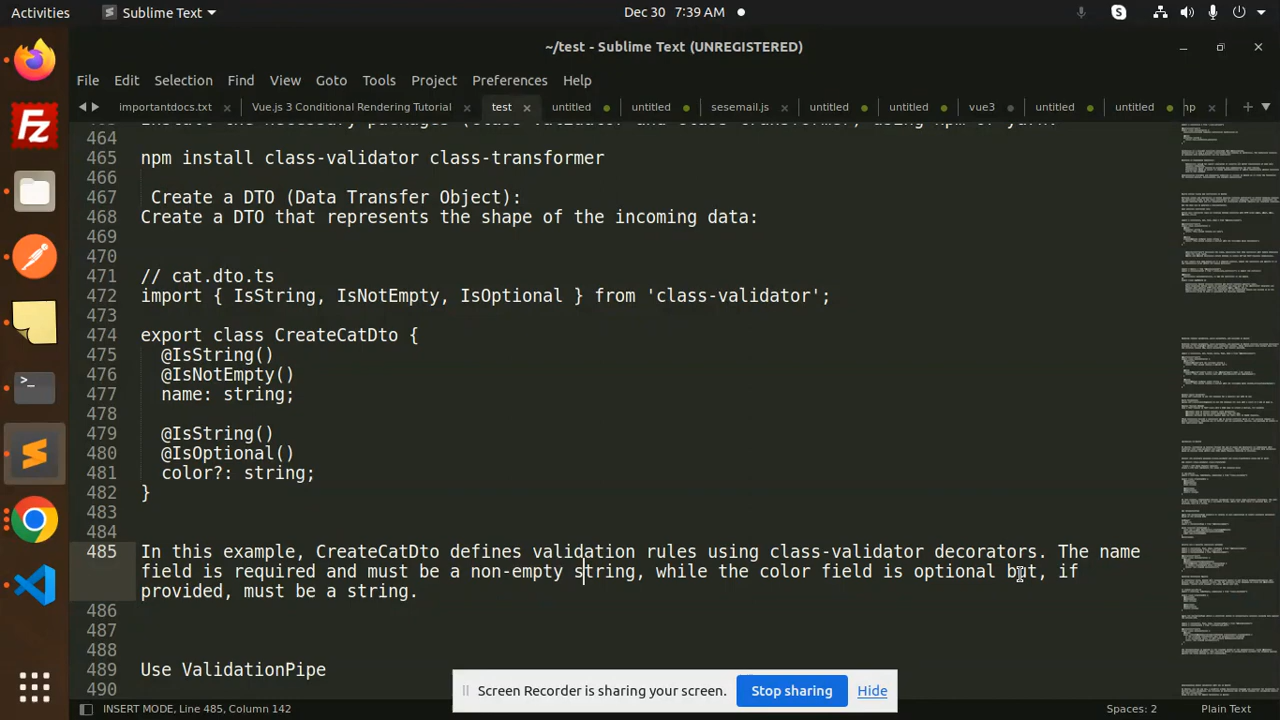 Activities
Sublime Text
Dec 30 7:39 AM
~/test - Sublime Text (UNREGISTERED)
File Edit Selection Find View Goto Tools Project Preferences Help
importantdocs.txt Vue.js 3 Conditional Rendering Tutorial test untitled untitled sesemail.js untitled untitled vue3 untitled untitled
464
465 npm install class-validator class-transformer
466
467 Create a DTO (Data Transfer Object):
468 Create a DTO that represents the shape of the incoming data:
469
470
471 // cat.dto.ts
472 import { IsString, IsNotEmpty, IsOptional } from 'class-validator';
473
474 export class CreateCatDto {
475 @IsString()
476 @IsNotEmpty()
477 name: string;
478
479 @IsString()
480 @IsOptional()
481 color?: string;
482 }
483
484
485 In this example, CreateCatDto defines validation rules using class-validator decorators. The name
field is required and must be a non-empty string, while the color field is optional but, if
provided, must be a string.
486
487
488
489 Use ValidationPipe
490
Screen Recorder is sharing your screen. Stop sharing Hide
INSERT MODE, Line 485, Column 142
Spaces: 2
Plain Text